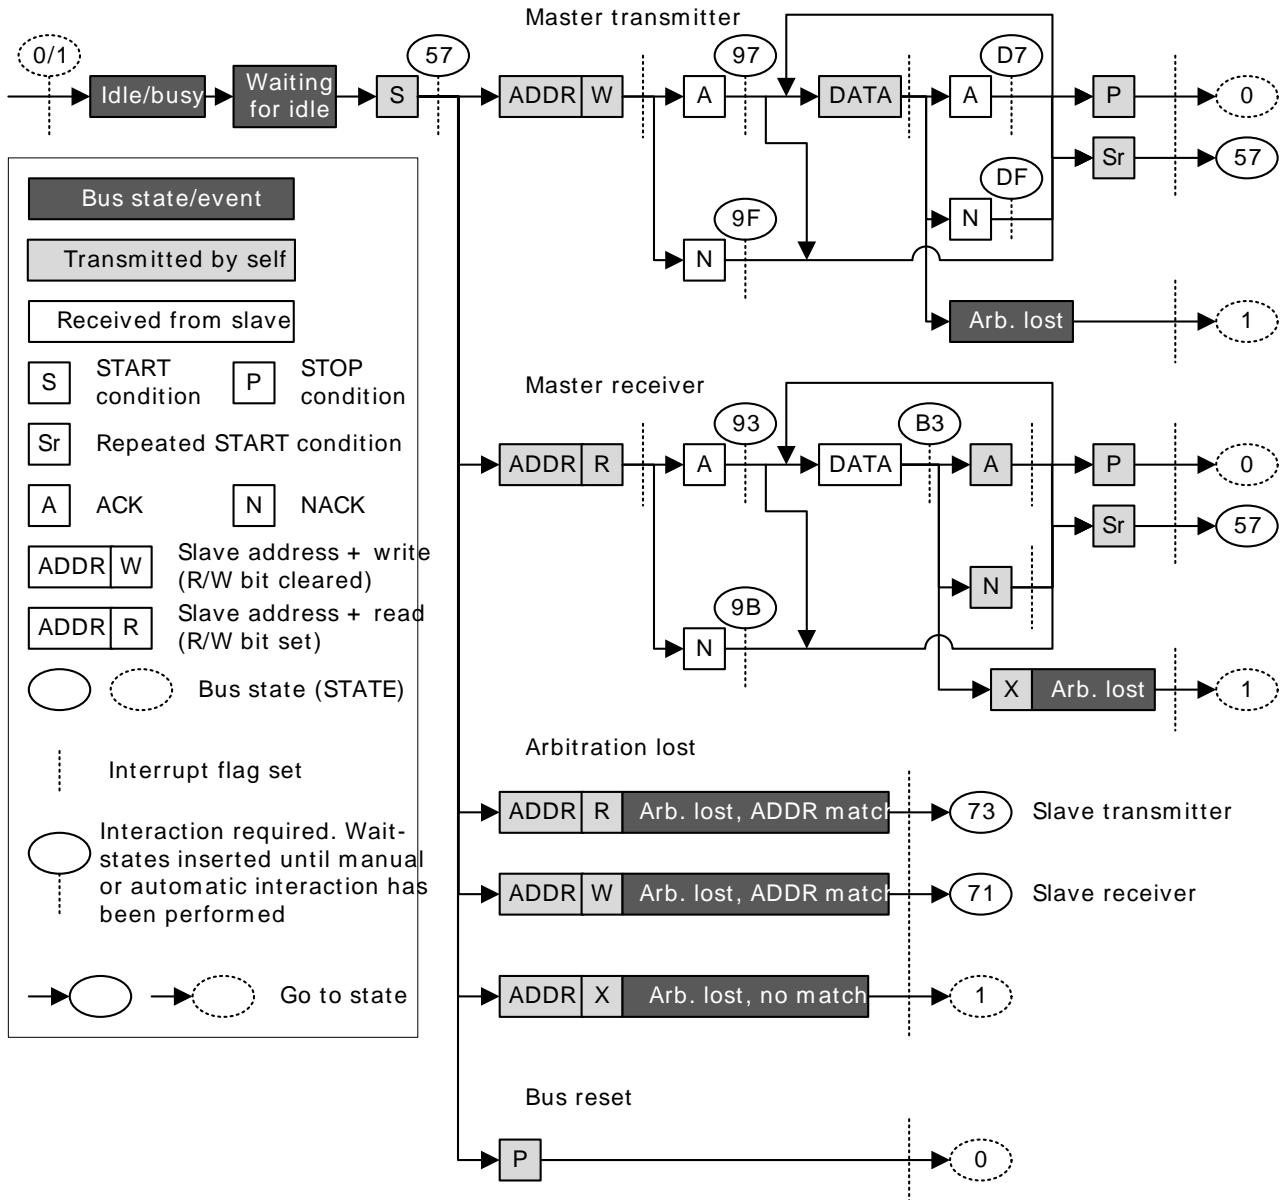 Master transmitter
0/1
57
97
D7
Idle/busy
Waiting
for idle
S
ADDR W
A
DATA
A
P
0
Sr
57
DF
N
9F
N
Arb. lost
1
Bus state/event
Transmitted by self
Received from slave
S
START
condition
P
STOP
condition
Sr
Repeated START condition
A
ACK
N
NACK
ADDR W
Slave address + write
(R/W bit cleared)
ADDR R
Slave address + read
(R/W bit set)
Bus state (STATE)
Interrupt flag set
Interaction required. Wait-
states inserted until manual
or automatic interaction has
been performed
Go to state
Master receiver
93
B3
ADDR R
A
DATA
A
P
0
Sr
57
N
9B
N
X Arb. lost
1
Arbitration lost
ADDR R Arb. lost, ADDR match
73
Slave transmitter
ADDR W Arb. lost, ADDR match
71
Slave receiver
ADDR X Arb. lost, no match
1
Bus reset
P
0